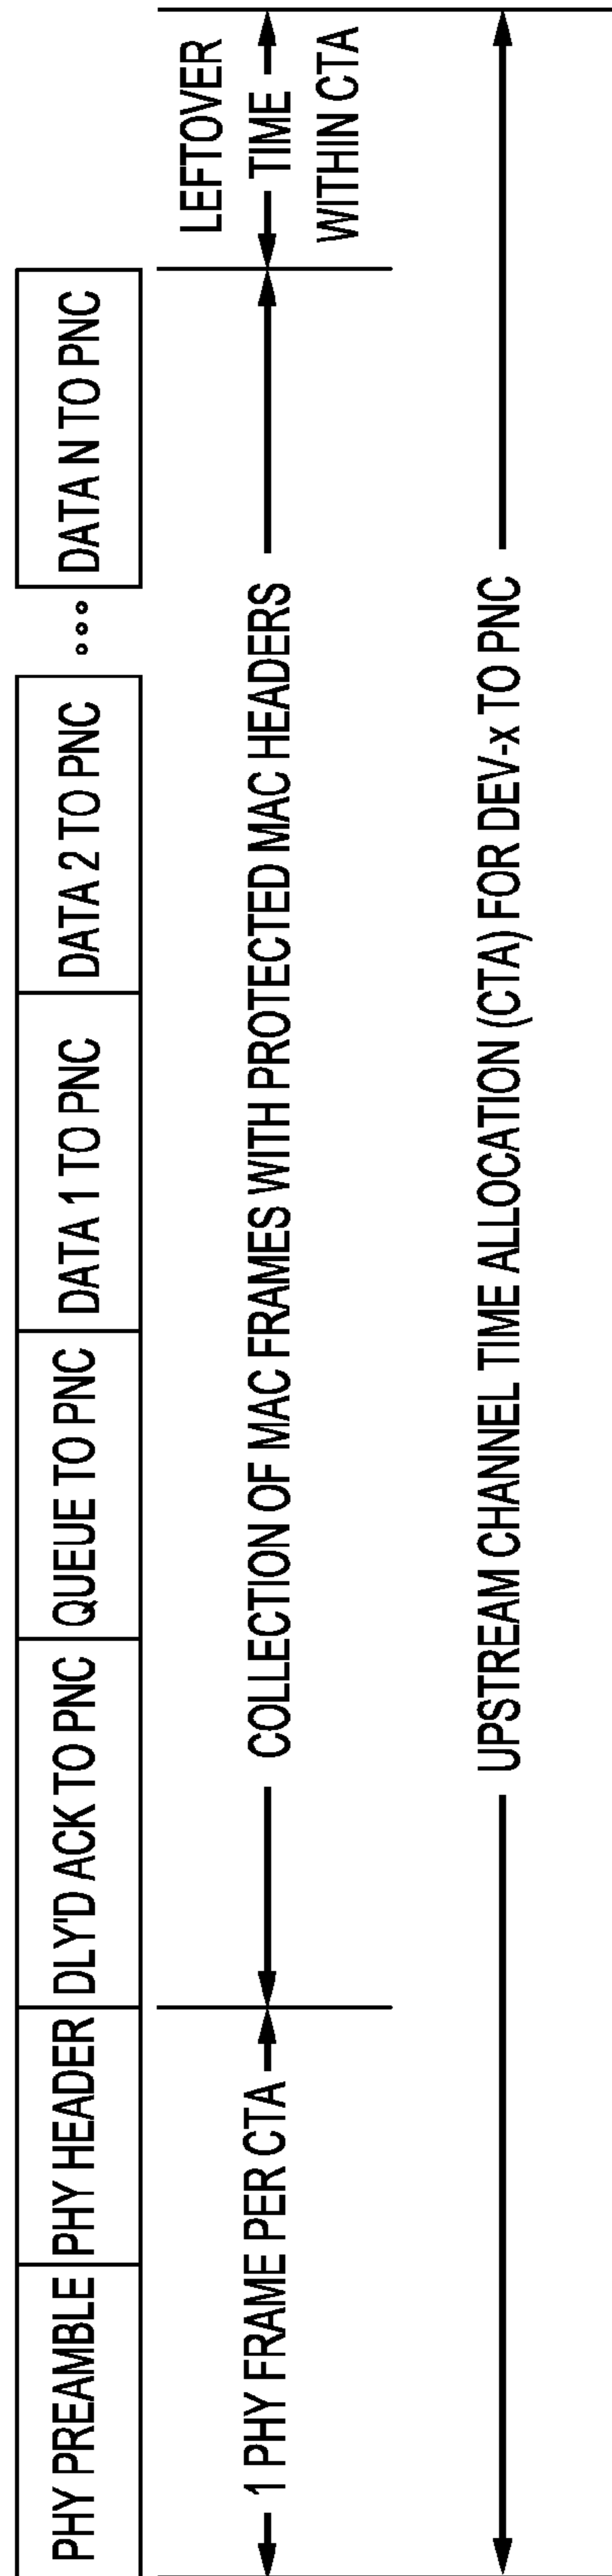 PHY PREAMBLE
PHY HEADER
DLY'D ACK TO PNC
QUEUE TO PNC
DATA 1 TO PNC
DATA 2 TO PNC
DATA N TO PNC
1 PHY FRAME PER CTA
COLLECTION OF MAC FRAMES WITH PROTECTED MAC HEADERS
LEFTOVER
TIME
WITHIN CTA
UPSTREAM CHANNEL TIME ALLOCATION (CTA) FOR DEV-x TO PNC